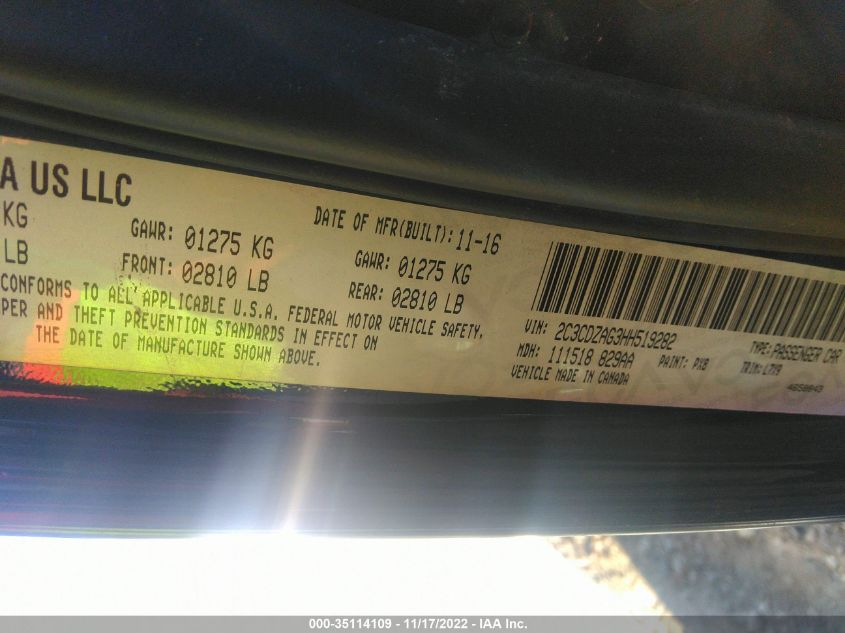 A US LLC
DATE OF MFR(BUILT): 11-16
KG GAWR: 01275 KG GAWR: 01275 KG
LB FRONT: 02810 LB REAR: 02810 LB
CONFORMS TO ALL APPLICABLE U.S.A. FEDERAL MOTOR VEHICLE SAFETY,
PER AND THEFT PREVENTION STANDARDS IN EFFECT ON
THE DATE OF MANUFACTURE SHOWN ABOVE.
VIN: 2C3CDZAG3HH519282 TYPE: PASSENGER CAR
MDH: 111518 829AA PAINT: PX8 TRIM: L7X9
VEHICLE MADE IN CANADA
000-35114109 - 11/17/2022 - IAA Inc.